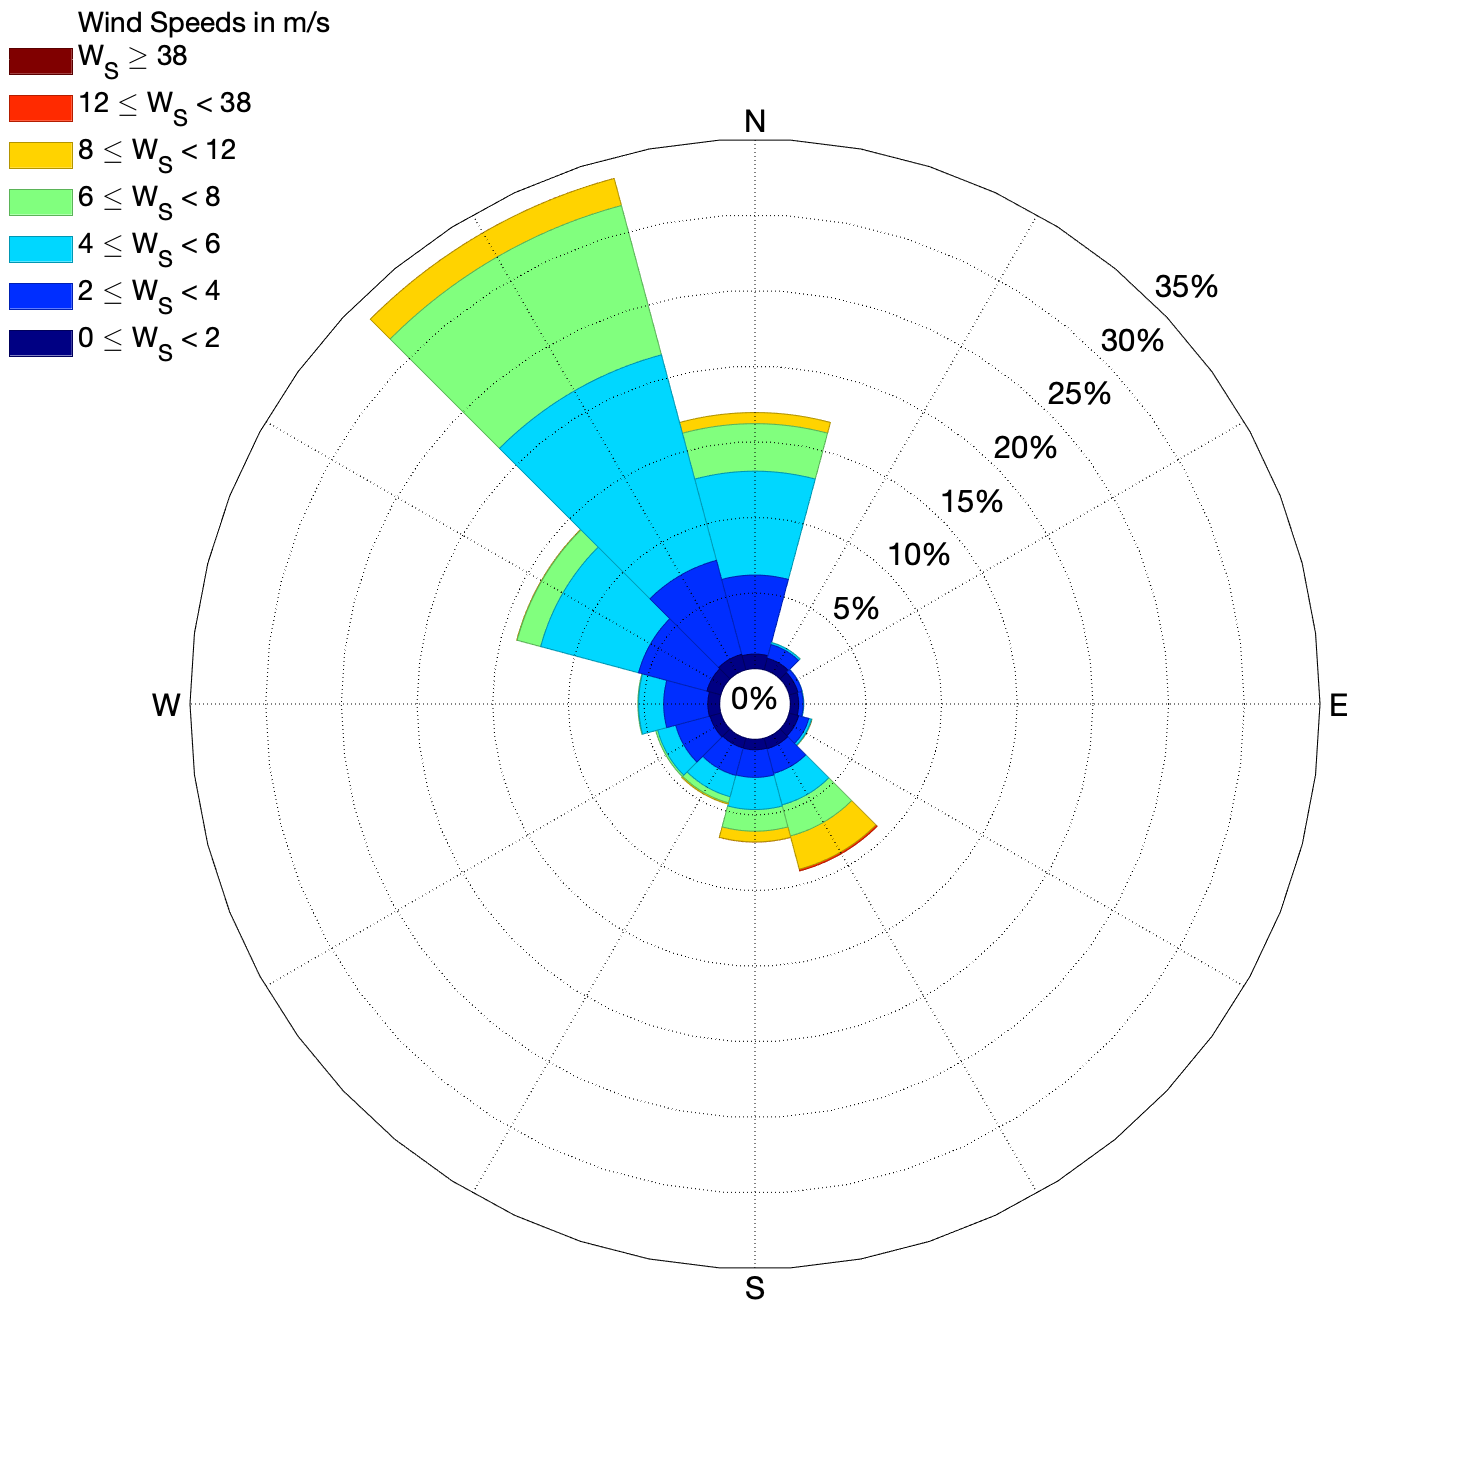 Wind Speeds in m/s
W_S ≥ 38
12 ≤ W_S < 38
8 ≤ W_S < 12
6 ≤ W_S < 8
4 ≤ W_S < 6
2 ≤ W_S < 4
0 ≤ W_S < 2
N
35%
30%
25%
20%
15%
10%
5%
0%
W
E
S